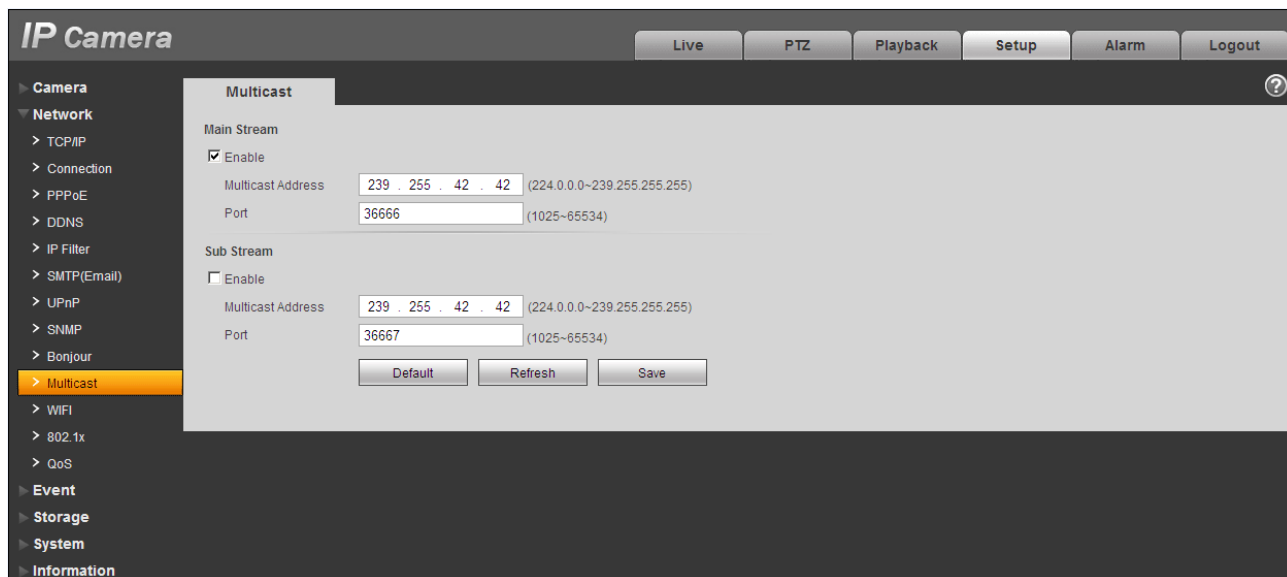 IP Camera
Live PTZ Playback Setup Alarm Logout
Camera
Network
> TCP/IP
> Connection
> PPPoE
> DDNS
> IP Filter
> SMTP(Email)
> UPnP
> SNMP
> Bonjour
> Multicast
> WIFI
> 802.1x
> QoS
Event
Storage
System
Information
Multicast
?
Main Stream
Enable
Multicast Address 239 . 255 . 42 . 42 (224.0.0.0~239.255.255.255)
Port 36666 (1025~65534)
Sub Stream
Enable
Multicast Address 239 . 255 . 42 . 42 (224.0.0.0~239.255.255.255)
Port 36667 (1025~65534)
Default Refresh Save